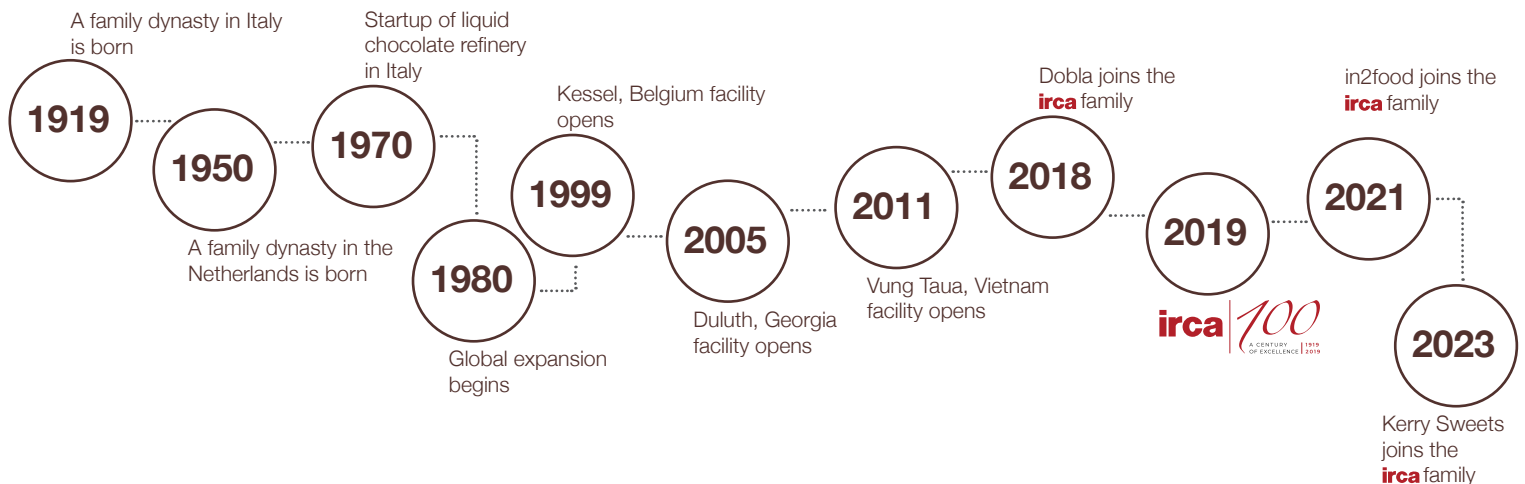 A family dynasty in Italy
is born
1919
1950
A family dynasty in the
Netherlands is born
Startup of liquid
chocolate refinery
in Italy
1970
1980
Global expansion
begins
Kessel, Belgium facility
opens
1999
2005
Duluth, Georgia
facility opens
2011
Vung Taua, Vietnam
facility opens
Dobla joins the
irca family
2018
2019
irca 100
A CENTURY
OF EXCELLENCE
1919
2019
in2food joins the
irca family
2021
2023
Kerry Sweets
joins the
irca family